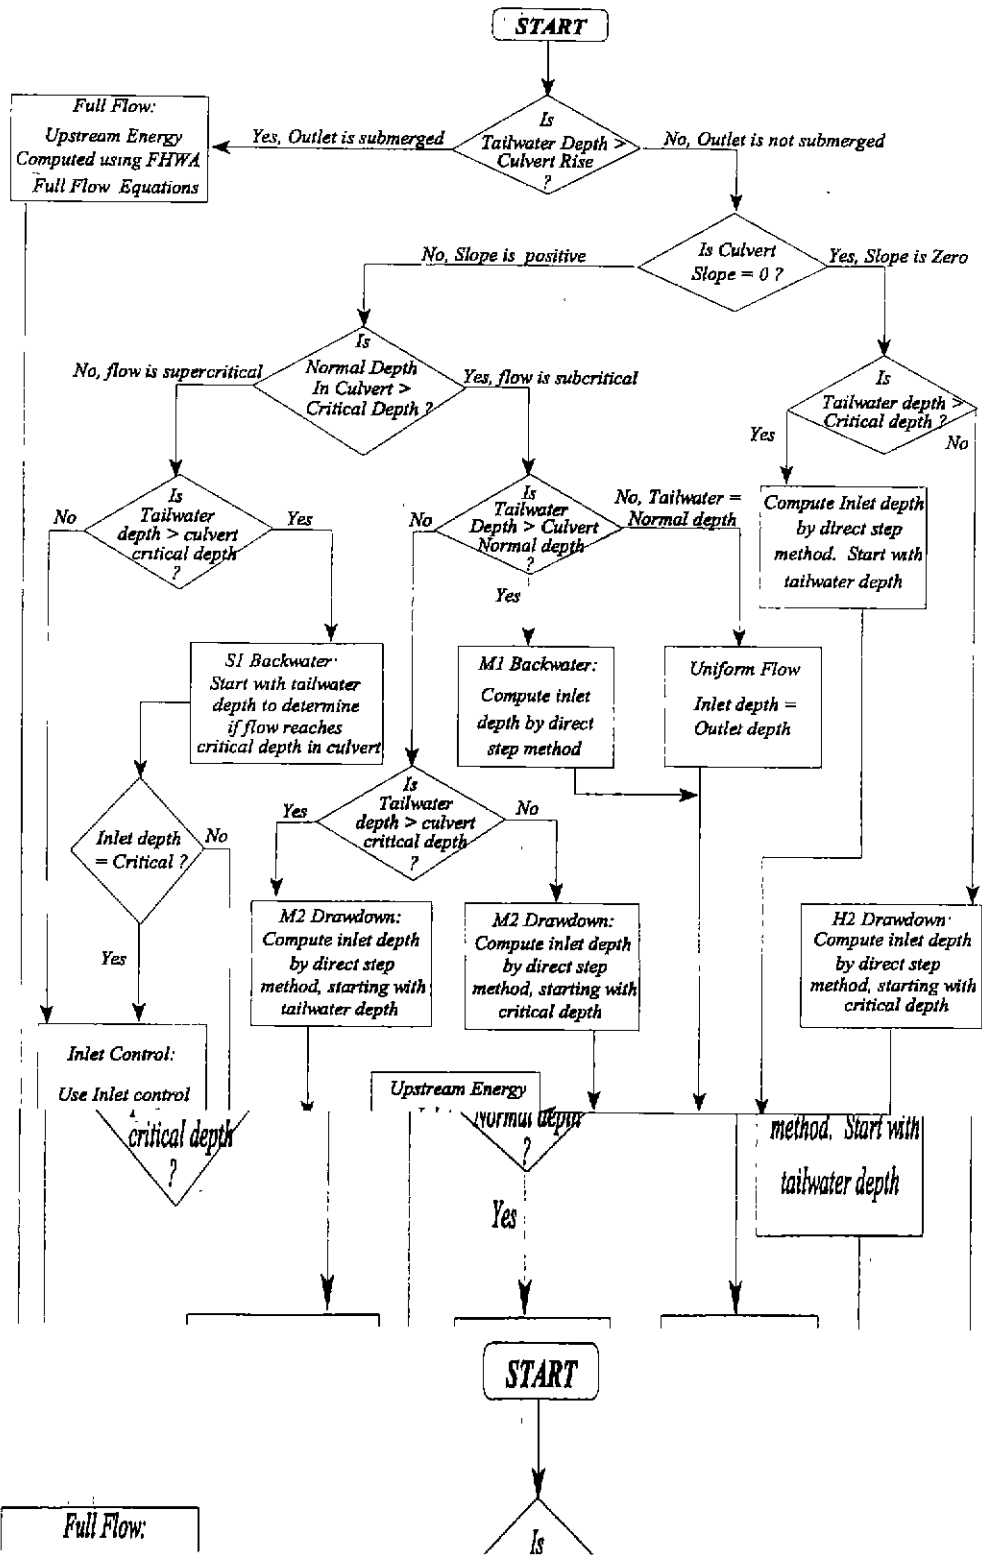 START
Full Flow:
Upstream Energy
Computed using FHWA
Full Flow Equations
Yes, Outlet is submerged
Is
Tailwater Depth >
Culvert Rise
?
No, Outlet is not submerged
Is Culvert
Slope = 0 ?
No, Slope is positive
Yes, Slope is Zero
Is
Normal Depth
In Culvert >
Critical Depth ?
No, flow is supercritical
Yes, flow is subcritical
Is
Tailwater depth >
Critical depth ?
Yes
No
Is
Tailwater
depth > culvert
critical depth
?
No
Yes
Is
Tailwater
Depth > Culvert
Normal depth
?
No
No, Tailwater =
Normal depth
Yes
Compute Inlet depth
by direct step
method. Start with
tailwater depth
S1 Backwater:
Start with tailwater
depth to determine
if flow reaches
critical depth in culvert
M1 Backwater:
Compute inlet
depth by direct
step method
Uniform Flow
Inlet depth =
Outlet depth
Is
Tailwater
depth > culvert
critical depth
?
Yes
No
Inlet depth
= Critical ?
No
Yes
M2 Drawdown:
Compute inlet depth
by direct step
method, starting with
tailwater depth
M2 Drawdown:
Compute inlet depth
by direct step
method, starting with
critical depth
H2 Drawdown:
Compute inlet depth
by direct step
method, starting with
critical depth
Inlet Control:
Use Inlet control
Upstream Energy
critical depth
?
Normal depth
?
Yes
method. Start with
tailwater depth
START
Full Flow:
Is